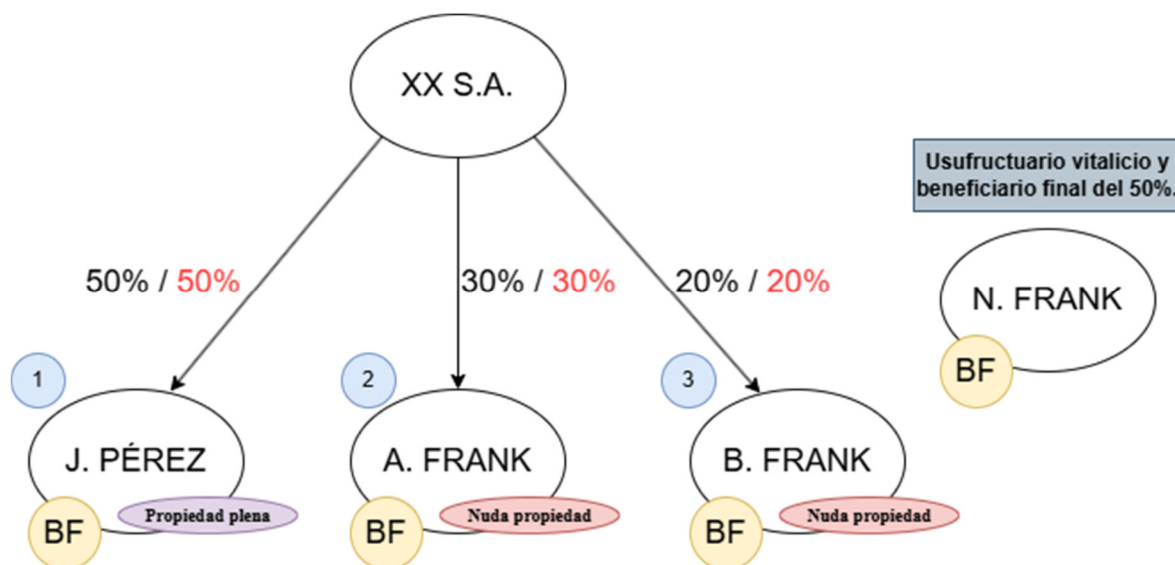 XX S.A.
Usufructuario vitalicio y
beneficiario final del 50%.
50% / 50%
30% / 30%
20% / 20%
N. FRANK
BF
1
2
3
J. PÉREZ
A. FRANK
B. FRANK
BF
Propiedad plena
BF
Nuda propiedad
BF
Nuda propiedad